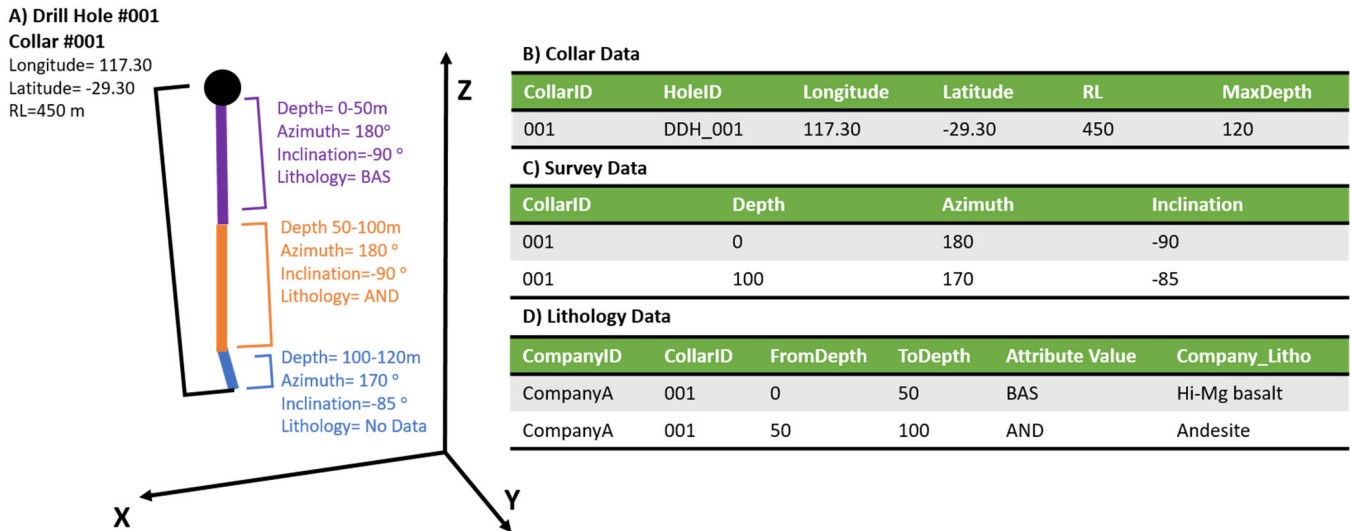 A) Drill Hole #001
Collar #001
Longitude= 117.30
Latitude= -29.30
RL=450 m
Depth= 0-50m
Azimuth= 180°
Inclination=-90 °
Lithology= BAS
Depth 50-100m
Azimuth= 180 °
Inclination=-90 °
Lithology= AND
Depth= 100-120m
Azimuth= 170 °
Inclination=-85 °
Lithology= No Data
Z
X
Y
B) Collar Data
CollarID HoleID Longitude Latitude RL MaxDepth
001 DDH_001 117.30 -29.30 450 120
C) Survey Data
CollarID Depth Azimuth Inclination
001 0 180 -90
001 100 170 -85
D) Lithology Data
CompanyID CollarID FromDepth ToDepth Attribute Value Company_Litho
CompanyA 001 0 50 BAS Hi-Mg basalt
CompanyA 001 50 100 AND Andesite